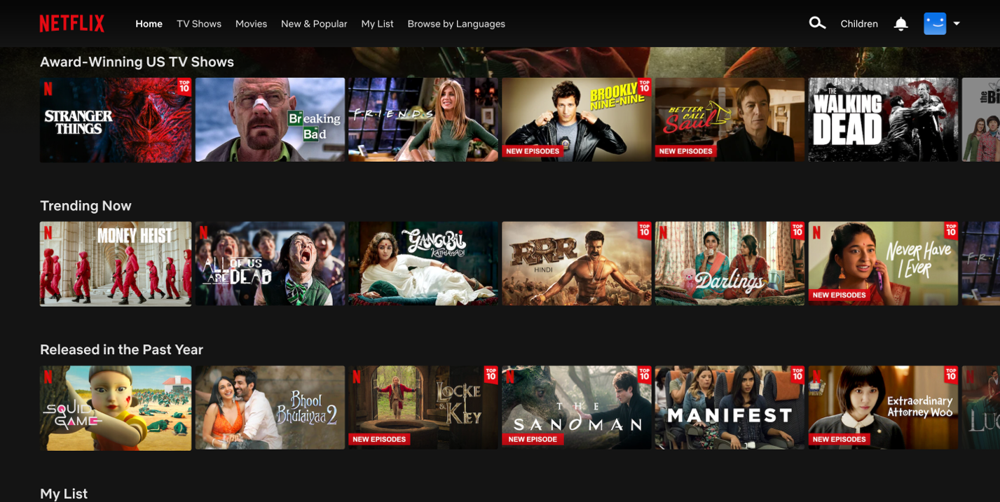 NETFLIX
Home TV Shows Movies New & Popular My List Browse by Languages
Children
Award-Winning US TV Shows
N
STRANGER
THINGS
TOP
10
Breaking
Bad
FRIENDS
BROOKLYN
NINE-NINE
TOP
10
NEW EPISODES
BETTER
CALL
Saul
NEW EPISODES
THE
WALKING
DEAD
the
Trending Now
N
MONEY HEIST
N
ALL OF US
ARE DEAD
GANGUBAI
KATHIAWADI
RRR
HINDI
TOP
10
N
Darlings
TOP
10
N
Never Have
I Ever
TOP
10
NEW EPISODES
Released in the Past Year
N
SQUID
GAME
Bhool
Bhulaiyaa 2
N
LOCKE
& KEY
TOP
10
NEW EPISODES
N
THE
SANDMAN
TOP
10
NEW EPISODE
MANIFEST
TOP
10
N
Extraordinary
Attorney Woo
TOP
10
NEW EPISODES
N
My List